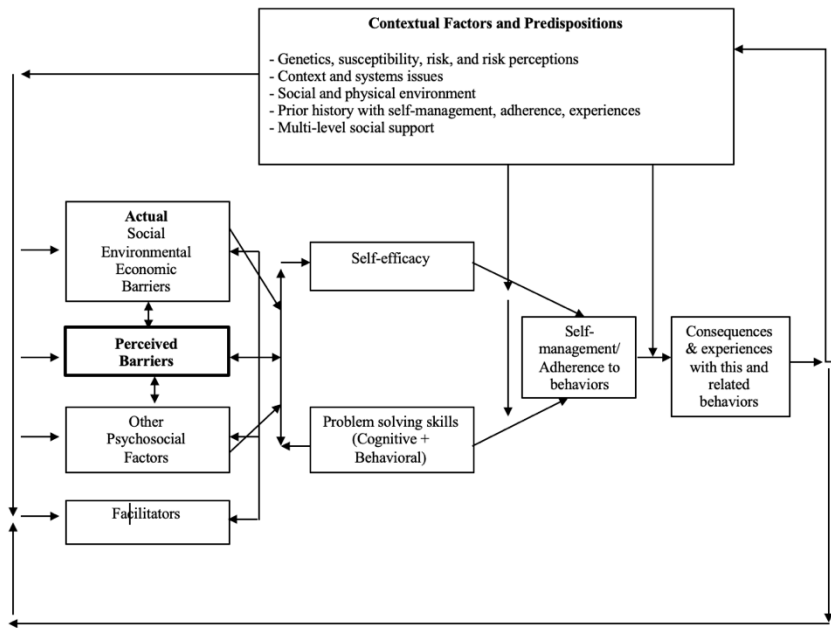 Contextual Factors and Predispositions
- Genetics, susceptibility, risk, and risk perceptions
- Context and systems issues
- Social and physical environment
- Prior history with self-management, adherence, experiences
- Multi-level social support
Actual
Social
Environmental
Economic
Barriers
Perceived
Barriers
Other
Psychosocial
Factors
Facilitators
Self-efficacy
Problem solving skills
(Cognitive +
Behavioral)
Self-
management/
Adherence to
behaviors
Consequences
& experiences
with this and
related
behaviors